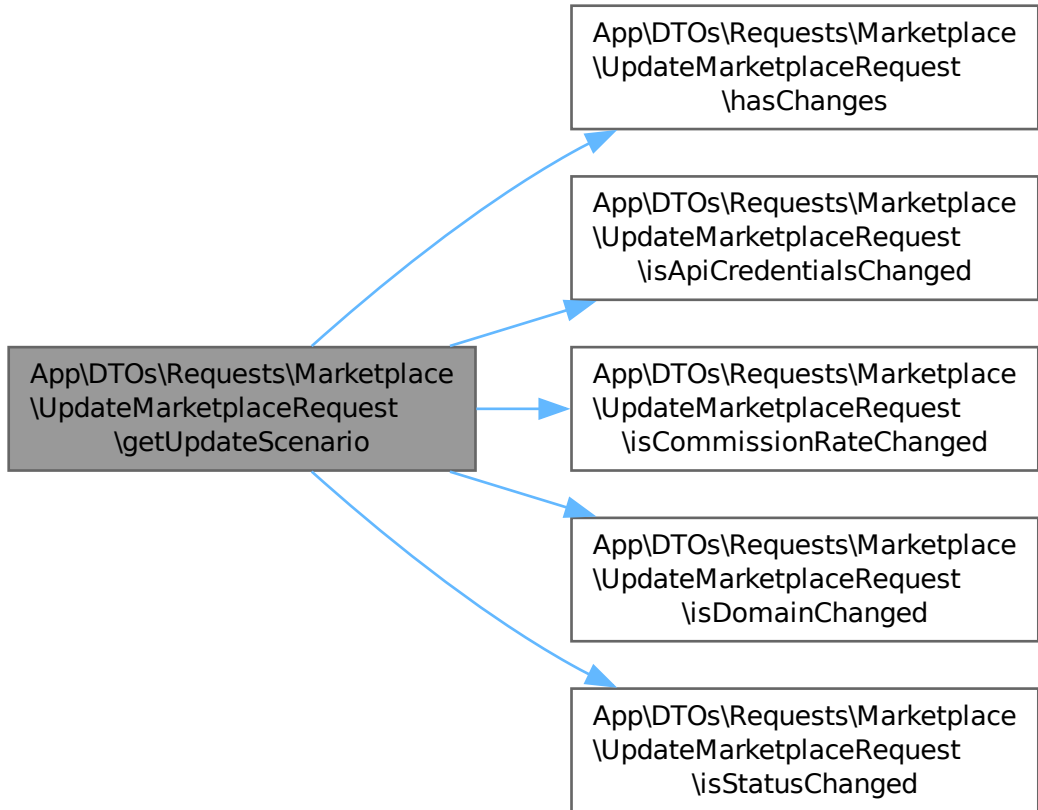 App\DTOs\Requests\Marketplace
\UpdateMarketplaceRequest
\getUpdateScenario
App\DTOs\Requests\Marketplace
\UpdateMarketplaceRequest
\hasChanges
App\DTOs\Requests\Marketplace
\UpdateMarketplaceRequest
\isApiCredentialsChanged
App\DTOs\Requests\Marketplace
\UpdateMarketplaceRequest
\isCommissionRateChanged
App\DTOs\Requests\Marketplace
\UpdateMarketplaceRequest
\isDomainChanged
App\DTOs\Requests\Marketplace
\UpdateMarketplaceRequest
\isStatusChanged